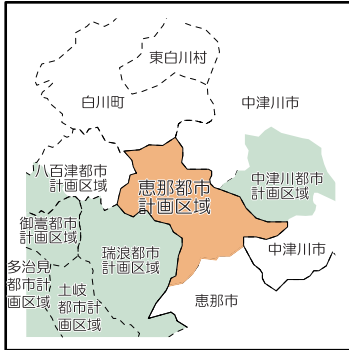 東白川村
白川町
中津川市
八百津都市
計画区域
恵那都市
計画区域
中津川都市
計画区域
御嵩都市
計画区域
瑞浪都市
計画区域
中津川市
多治見
都市計
画区域
土岐
都市計
画区域
恵那市